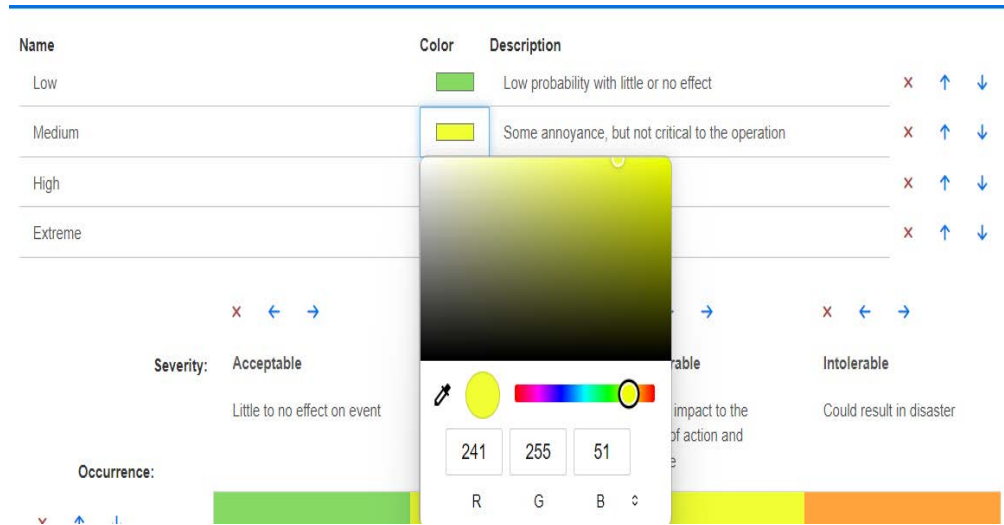 Name Color Description
Low Low probability with little or no effect
Medium Some annoyance, but not critical to the operation
High
Extreme
Severity: Acceptable rable Intolerable
Little to no effect on event impact to the Could result in disaster
of action and
Occurrence:
241 255 51
R G B